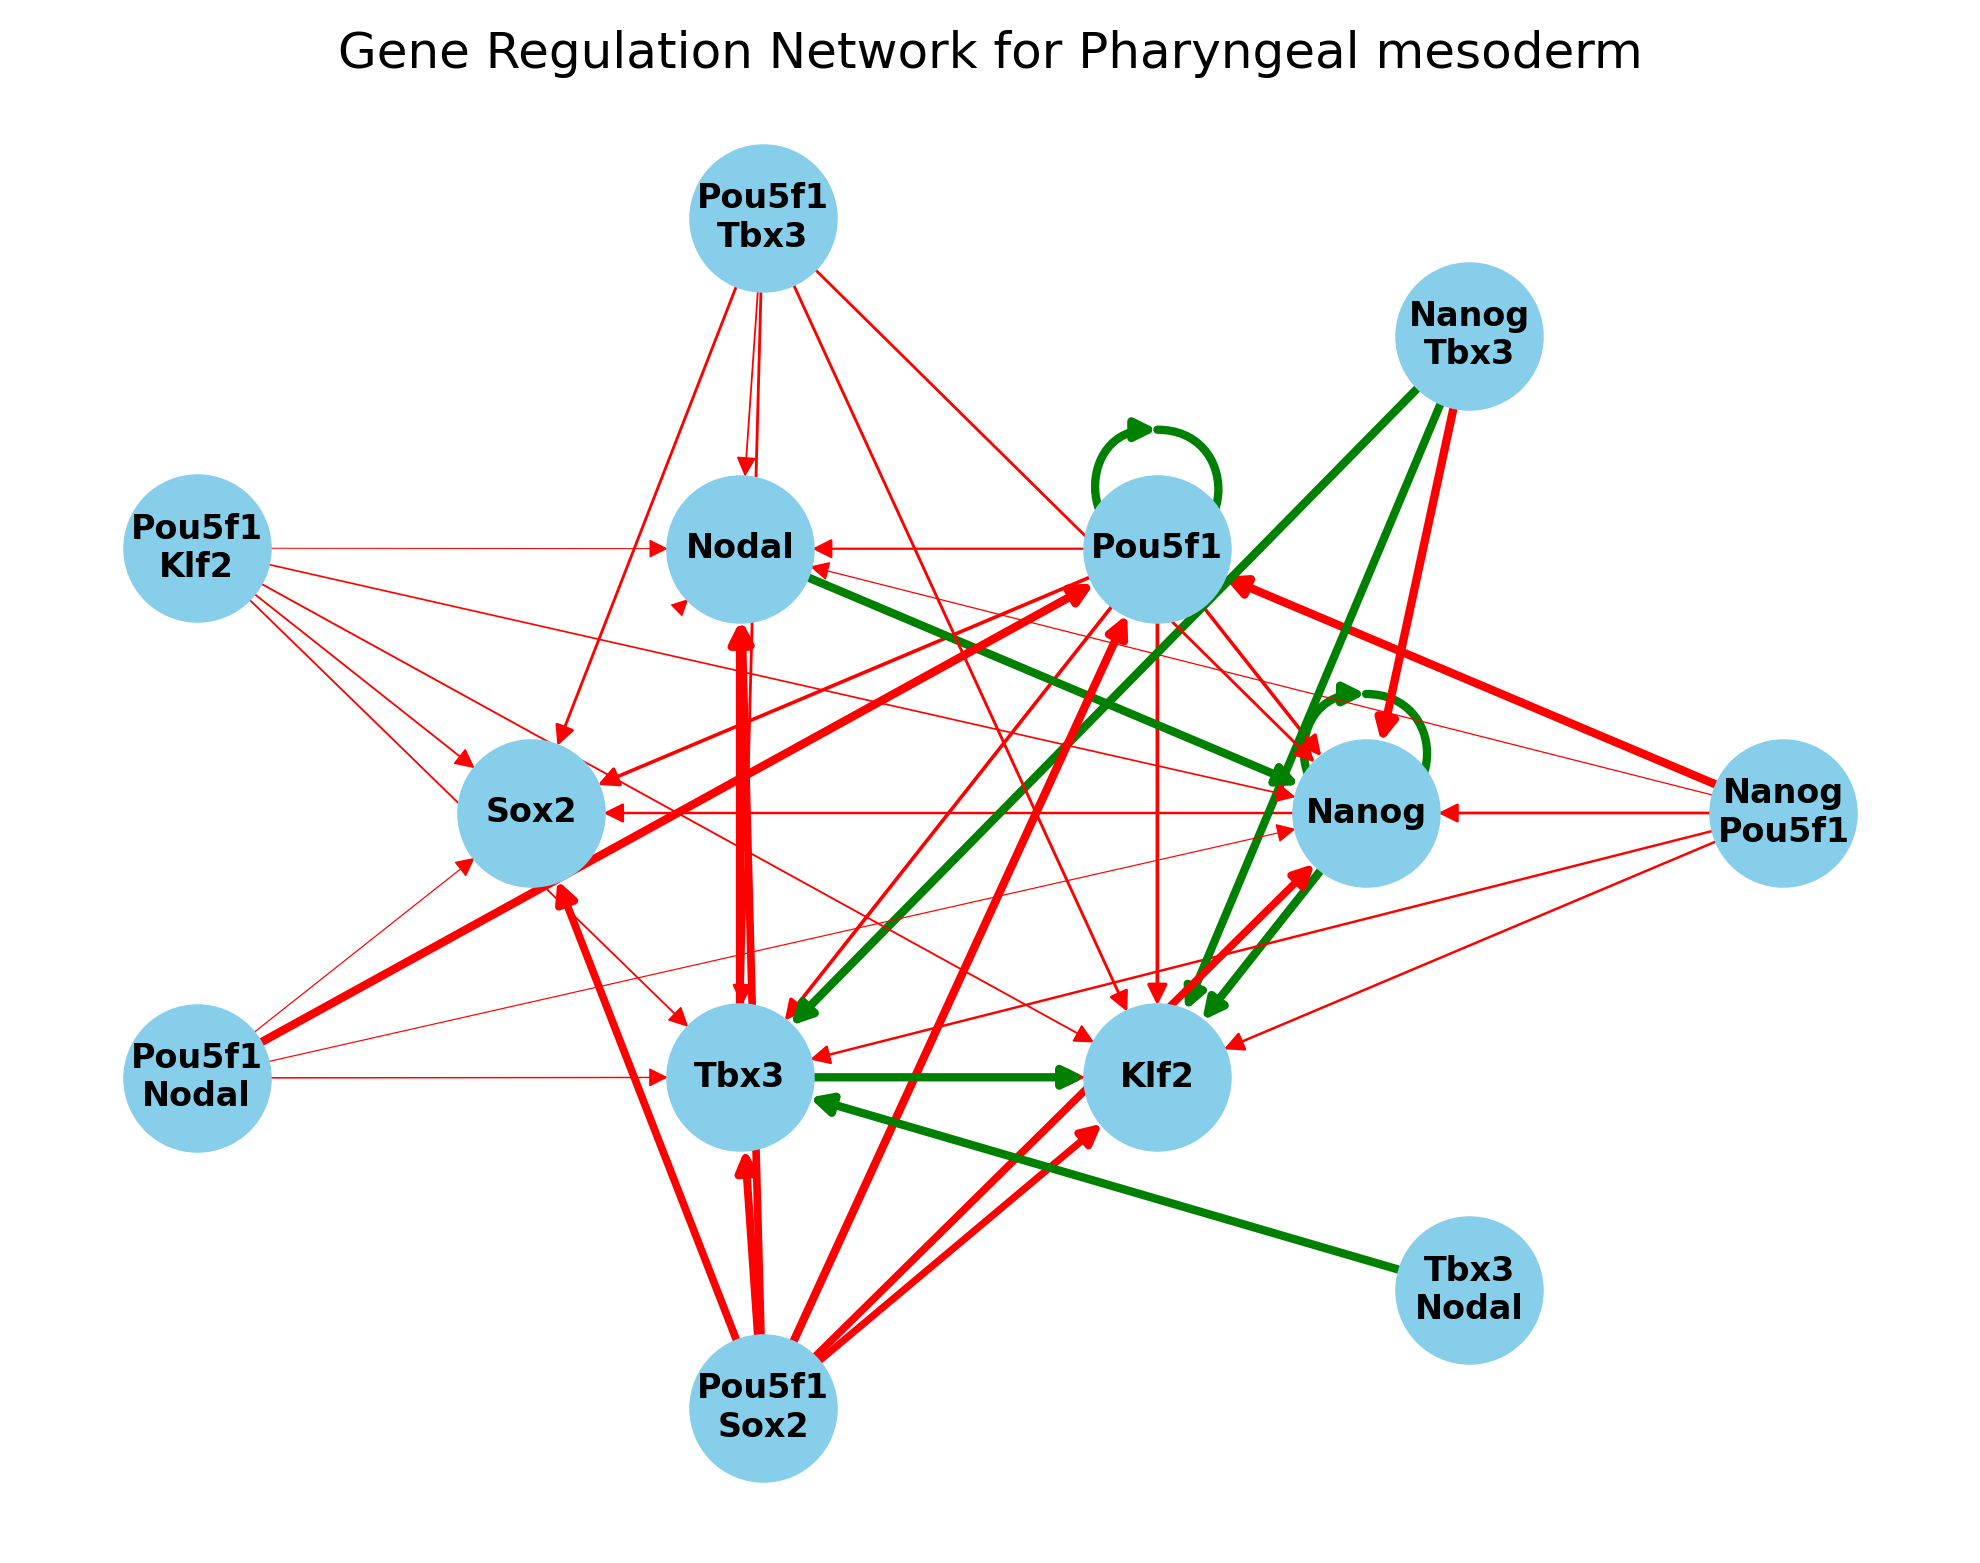 Gene Regulation Network for Pharyngeal mesoderm
Pou5f1
Tbx3
Nanog
Tbx3
Pou5f1
Klf2
Nodal
Pou5f1
Sox2
Nanog
Nanog
Pou5f1
Pou5f1
Nodal
Tbx3
Klf2
Tbx3
Nodal
Pou5f1
Sox2